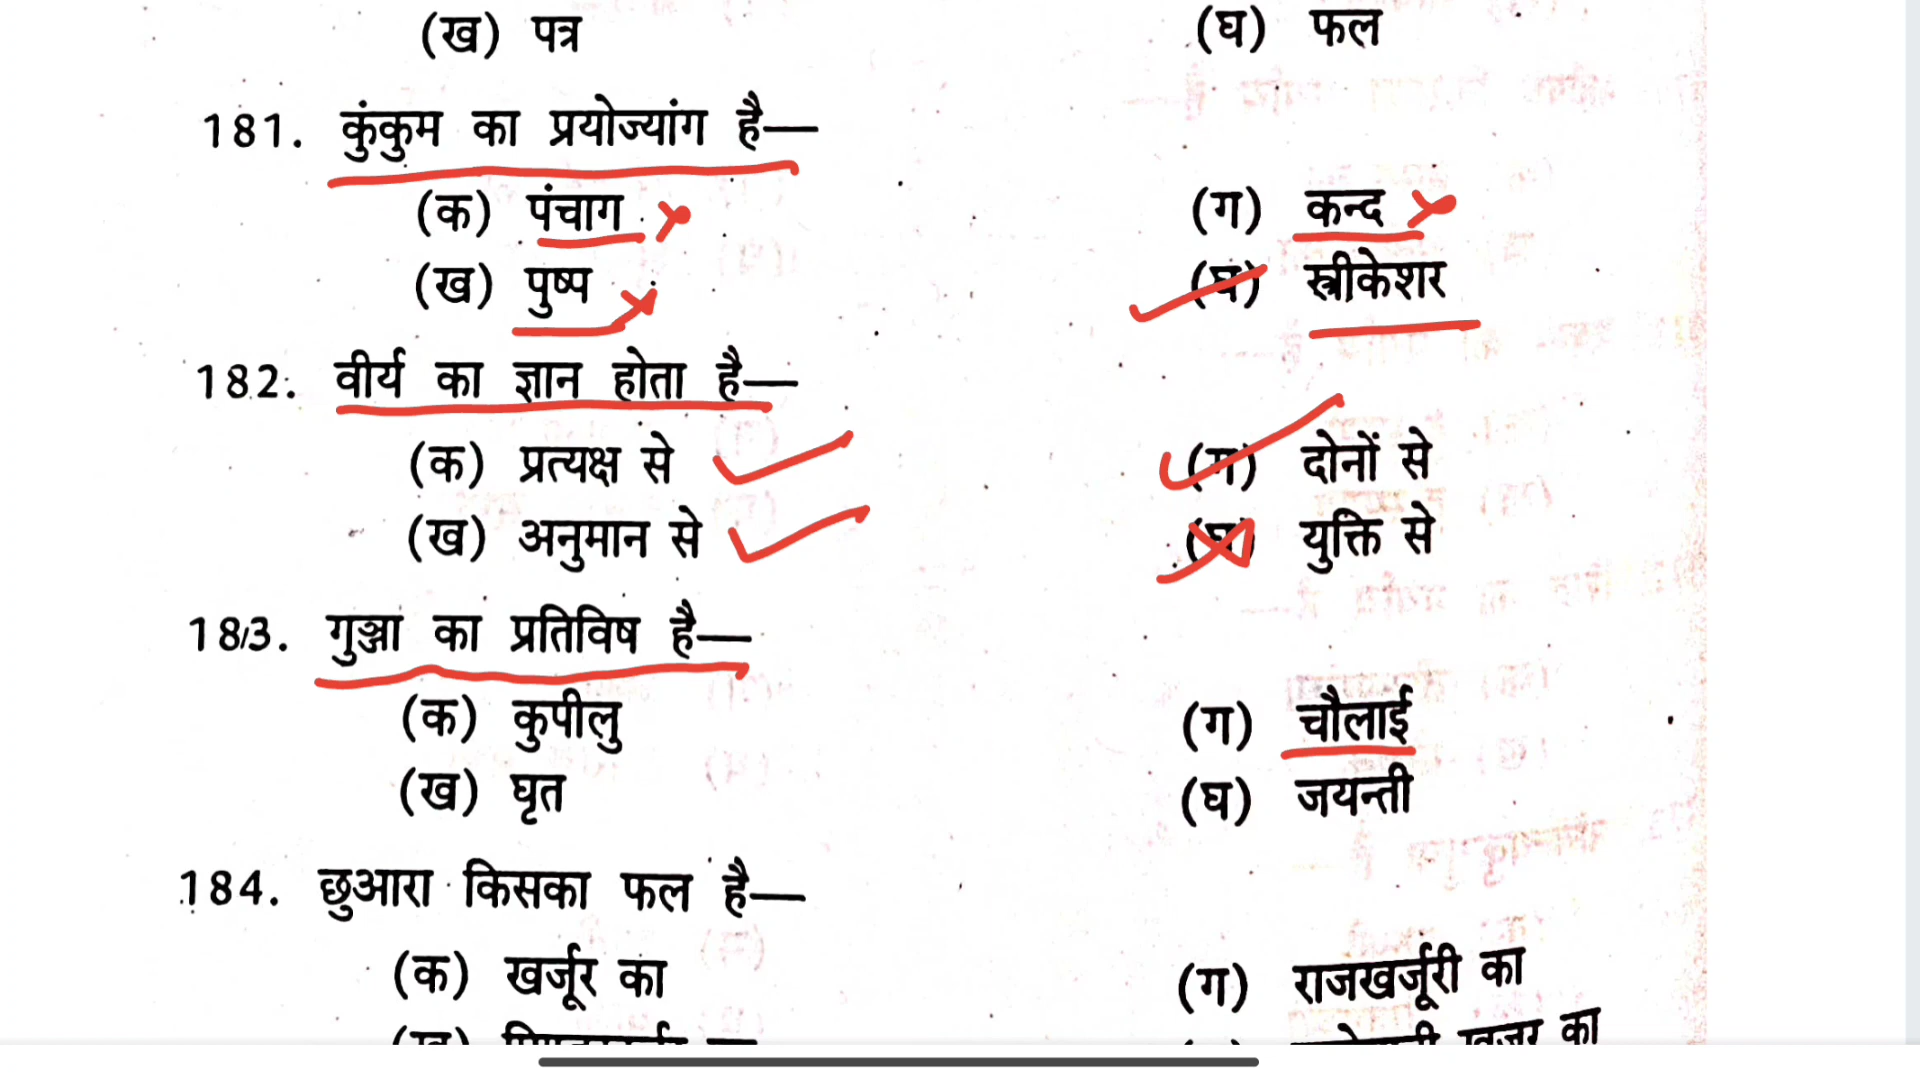 (ख) पत्र (घ) फल
181. कुंकुम का प्रयोज्यांग है—
(क) पंचाग (ग) कन्द
(ख) पुष्प (घ) स्त्रीकेशर
182. वीर्य का ज्ञान होता है—
(क) प्रत्यक्ष से (ग) दोनों से
(ख) अनुमान से (घ) युक्ति से
183. गुञ्जा का प्रतिविष है—
(क) कुपीलु (ग) चौलाई
(ख) घृत (घ) जयन्ती
184. छुआरा किसका फल है—
(क) खर्जूर का (ग) राजखर्जूरी का
(ख) का